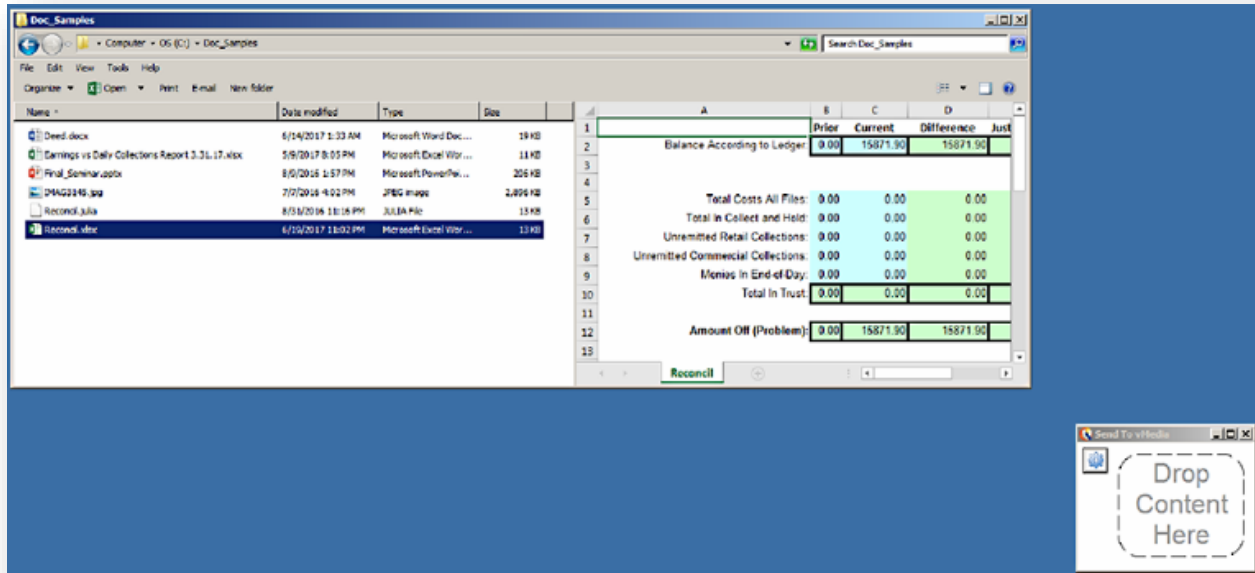 Doc_Samples
Computer OS (C:) Doc_Samples
Search Doc_Samples
File Edit View Tools Help
Organize Open Print E-mail New folder
Name Date modified Type Size
Deed.docx 6/14/2017 1:33 AM Microsoft Word Doc... 19 KB
Earnings vs Daily Collections Report 3.31.17.xlsx 5/9/2017 8:05 PM Microsoft Excel Wor... 11 KB
Final_Seminar.pptx 8/9/2016 1:57 PM Microsoft PowerPoi... 206 KB
IMAG3348.jpg 7/7/2016 4:02 PM JPEG image 2,896 KB
Reconcil.julia 8/31/2016 11:16 PM JULIA File 13 KB
Reconcil.xlsx 6/19/2017 11:02 PM Microsoft Excel Wor... 13 KB
A B C D
1 Prior Current Difference Just
2 Balance According to Ledger: 0.00 15871.90 15871.90
3
4
5 Total Costs All Files: 0.00 0.00 0.00
6 Total In Collect and Hold: 0.00 0.00 0.00
7 Unremitted Retail Collections: 0.00 0.00 0.00
8 Unremitted Commercial Collections: 0.00 0.00 0.00
9 Monies In End-of-Day: 0.00 0.00 0.00
10 Total In Trust: 0.00 0.00 0.00
11
12 Amount Off (Problem): 0.00 15871.90 15871.90
13
Reconcil
Send To vMedia
Drop
Content
Here